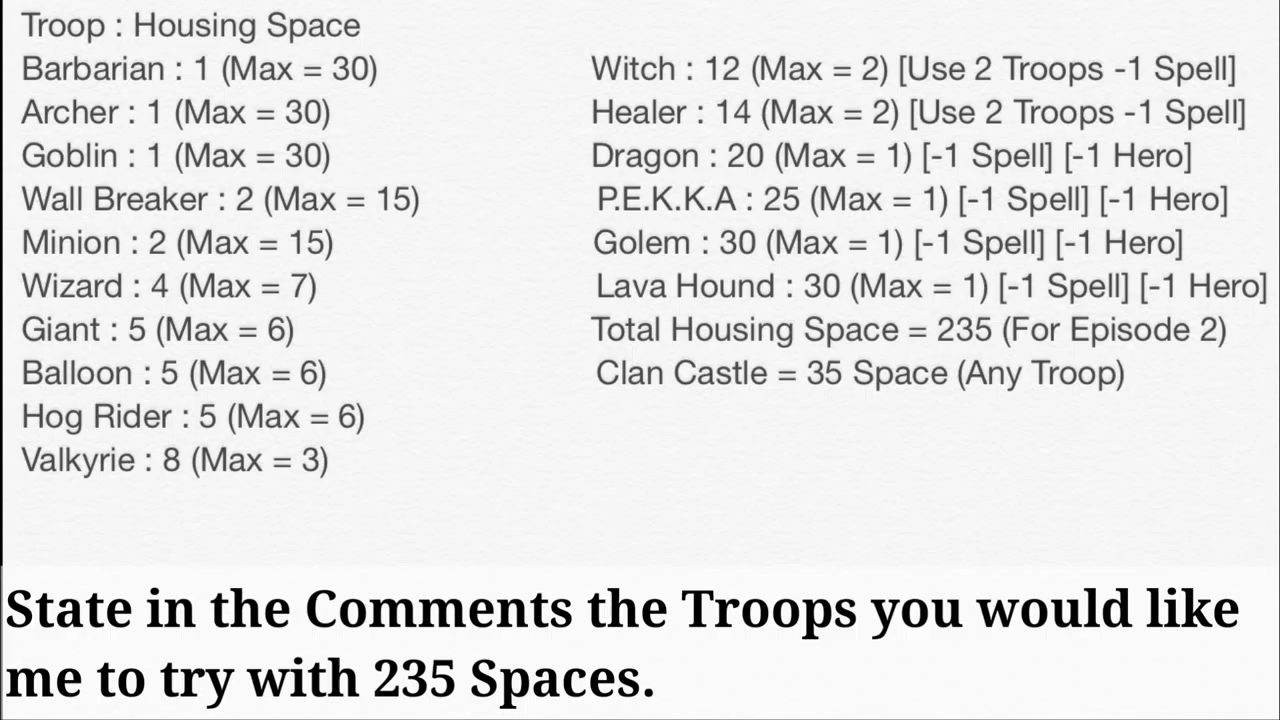 Troop : Housing Space
Barbarian : 1 (Max = 30)
Archer : 1 (Max = 30)
Goblin : 1 (Max = 30)
Wall Breaker : 2 (Max = 15)
Minion : 2 (Max = 15)
Wizard : 4 (Max = 7)
Giant : 5 (Max = 6)
Balloon : 5 (Max = 6)
Hog Rider : 5 (Max = 6)
Valkyrie : 8 (Max = 3)
Witch : 12 (Max = 2) [Use 2 Troops -1 Spell]
Healer : 14 (Max = 2) [Use 2 Troops -1 Spell]
Dragon : 20 (Max = 1) [-1 Spell] [-1 Hero]
P.E.K.K.A : 25 (Max = 1) [-1 Spell] [-1 Hero]
Golem : 30 (Max = 1) [-1 Spell] [-1 Hero]
Lava Hound : 30 (Max = 1) [-1 Spell] [-1 Hero]
Total Housing Space = 235 (For Episode 2)
Clan Castle = 35 Space (Any Troop)
State in the Comments the Troops you would like
me to try with 235 Spaces.